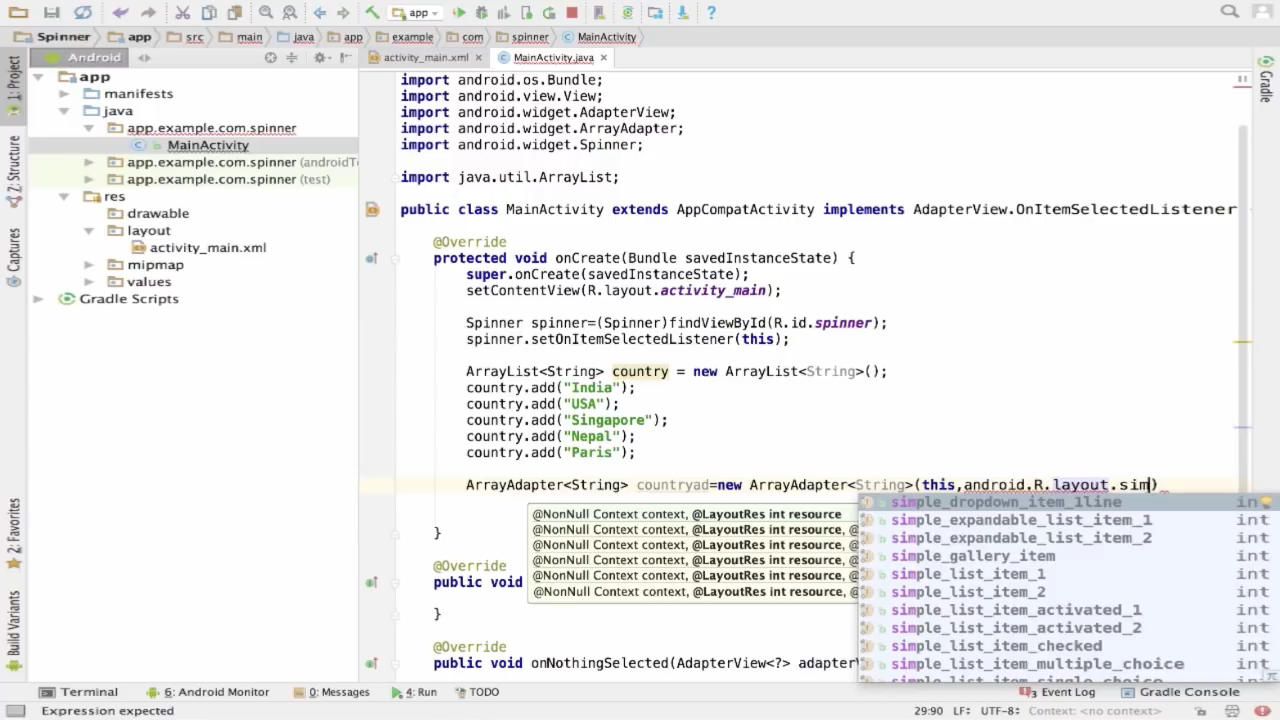 app
?
Spinner app src main java app example com spinner MainActivity
Android
activity_main.xml
MainActivity.java
1: Project
Z: Structure
Captures
2: Favorites
Build Variants
Gradle
app
manifests
java
app.example.com.spinner
MainActivity
app.example.com.spinner (androidT
app.example.com.spinner (test)
res
drawable
layout
activity_main.xml
mipmap
values
Gradle Scripts
import android.os.Bundle;
import android.view.View;
import android.widget.AdapterView;
import android.widget.ArrayAdapter;
import android.widget.Spinner;
import java.util.ArrayList;
public class MainActivity extends AppCompatActivity implements AdapterView.OnItemSelectedListener
@Override
protected void onCreate(Bundle savedInstanceState) {
super.onCreate(savedInstanceState);
setContentView(R.layout.activity_main);
Spinner spinner=(Spinner)findViewById(R.id.spinner);
spinner.setOnItemSelectedListener(this);
ArrayList<String> country = new ArrayList<String>();
country.add("India");
country.add("USA");
country.add("Singapore");
country.add("Nepal");
country.add("Paris");
ArrayAdapter<String> countryad=new ArrayAdapter<String>(this,android.R.layout.sim)
@NonNull Context context, @LayoutRes int resource
@NonNull Context context, @LayoutRes int resource, @
@NonNull Context context, @LayoutRes int resource, @
@NonNull Context context, @LayoutRes int resource, @
@NonNull Context context, @LayoutRes int resource, @
@NonNull Context context, @LayoutRes int resource, @
simple_dropdown_item_1line int
simple_expandable_list_item_1 int
simple_expandable_list_item_2 int
simple_gallery_item int
simple_list_item_1 int
simple_list_item_2 int
simple_list_item_activated_1 int
simple_list_item_activated_2 int
simple_list_item_checked int
simple_list_item_multiple_choice int
simple_list_item_single_choice int
}
@Override
public void
}
@Override
public void onNothingSelected(AdapterView<?> adapterV
Terminal 6: Android Monitor 0: Messages 4: Run TODO
3 Event Log Gradle Console
Expression expected
29:90 LF÷ UTF-8÷ Context: <no context>